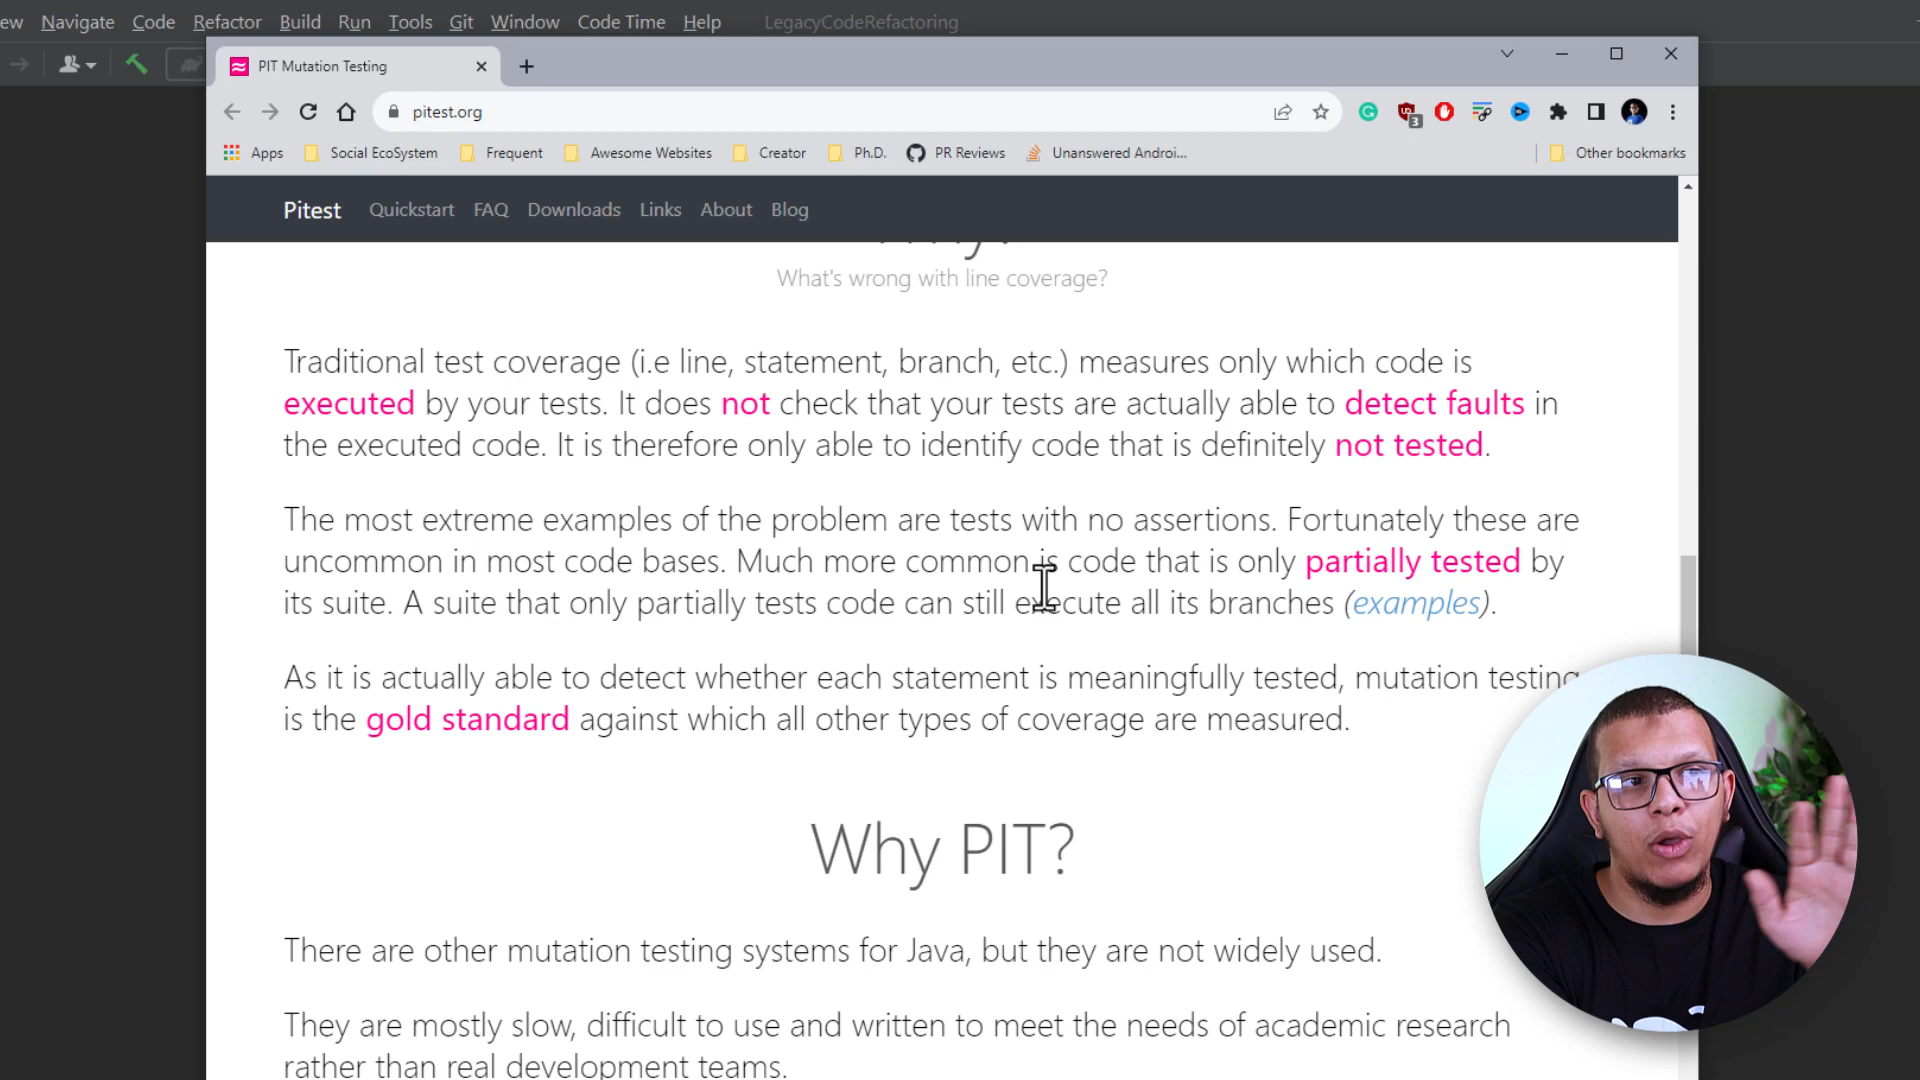 ew Navigate Code Refactor Build Run Tools Git Window Code Time Help LegacyCodeRefactoring
PIT Mutation Testing
pitest.org
3
Apps Social EcoSystem Frequent Awesome Websites Creator Ph.D. PR Reviews Unanswered Androi... Other bookmarks
Pitest Quickstart FAQ Downloads Links About Blog
What's wrong with line coverage?
Traditional test coverage (i.e line, statement, branch, etc.) measures only which code is
executed by your tests. It does not check that your tests are actually able to detect faults in
the executed code. It is therefore only able to identify code that is definitely not tested.
The most extreme examples of the problem are tests with no assertions. Fortunately these are
uncommon in most code bases. Much more common is code that is only partially tested by
its suite. A suite that only partially tests code can still execute all its branches (examples).
As it is actually able to detect whether each statement is meaningfully tested, mutation testing
is the gold standard against which all other types of coverage are measured.
Why PIT?
There are other mutation testing systems for Java, but they are not widely used.
They are mostly slow, difficult to use and written to meet the needs of academic research
rather than real development teams.